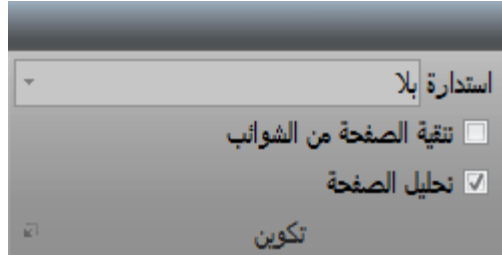 استدارة بلا
تنقية الصفحة من الشوائب
تحليل الصفحة
تكوين